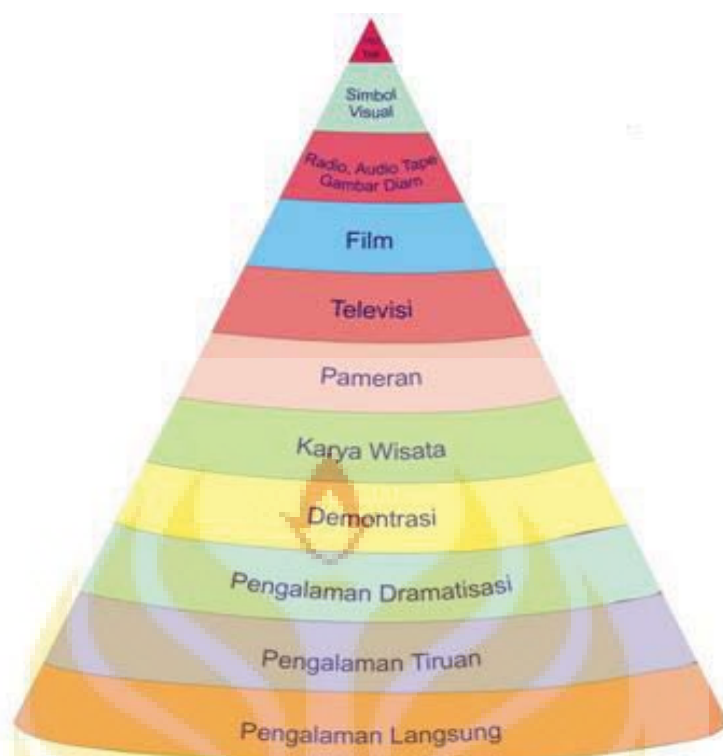 Simbol
Visual
Radio, Audio Tape
Gambar Diam
Film
Televisi
Pameran
Karya Wisata
Demontrasi
Pengalaman Dramatisasi
Pengalaman Tiruan
Pengalaman Langsung